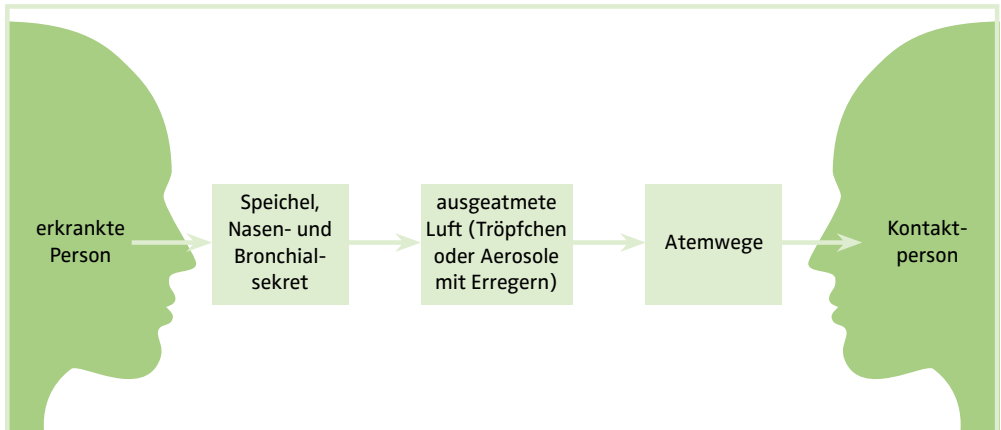 erkrankte
Person
Speichel,
Nasen- und
Bronchial-
sekret
ausgeatmete
Luft (Tröpfchen
oder Aerosole
mit Erregern)
Atemwege
Kontakt-
person